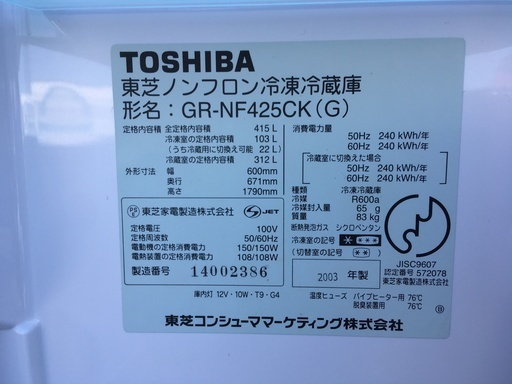 TOSHIBA
東芝ノンフロン冷凍冷蔵庫
形名：GR-NF425CK(G)
定格内容積 全定格内容積 415 L
冷凍室の定格内容積 103 L
(うち冷蔵用に切り換え可能 22 L)
冷蔵室の定格内容積 312 L
外形寸法 幅 600mm
奥行 671mm
高さ 1790mm
東芝家電製造株式会社 JET
定格電圧 100V
定格周波数 50/60Hz
電動機の定格消費電力 150/150W
電熱装置の定格消費電力 108/108W
製造番号 14002386
庫内灯 12V・10W・T9・G4
消費電力量
50Hz 240 kWh/年
60Hz 240 kWh/年
冷蔵室に切換えた場合
50Hz 240 kWh/年
60Hz 240 kWh/年
種類 冷凍冷蔵庫
冷媒 R600a
冷媒封入量 65 g
質量 83 kg
断熱発泡ガス シクロペンタン
冷凍室の記号 * ***
(切替室の記号)
2003 年製
JISC9607
認定番号 572078
東芝家電製造株式会社
温度ヒューズ パイプヒーター用 76℃
脱臭装置用 76℃
Ⓑ
東芝コンシューママーケティング株式会社